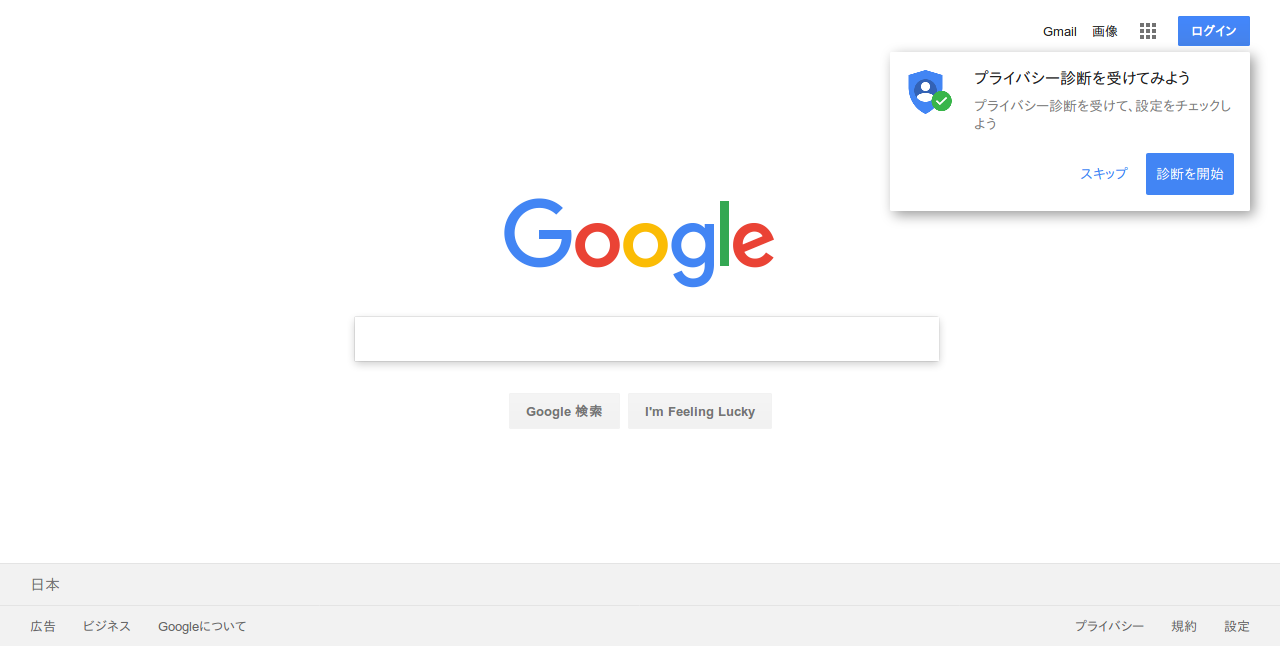 Gmail 画像 ログイン
プライバシー診断を受けてみよう
プライバシー診断を受けて、設定をチェックし
よう
スキップ 診断を開始
Google
Google 検索 I'm Feeling Lucky
日本
広告 ビジネス Googleについて プライバシー 規約 設定